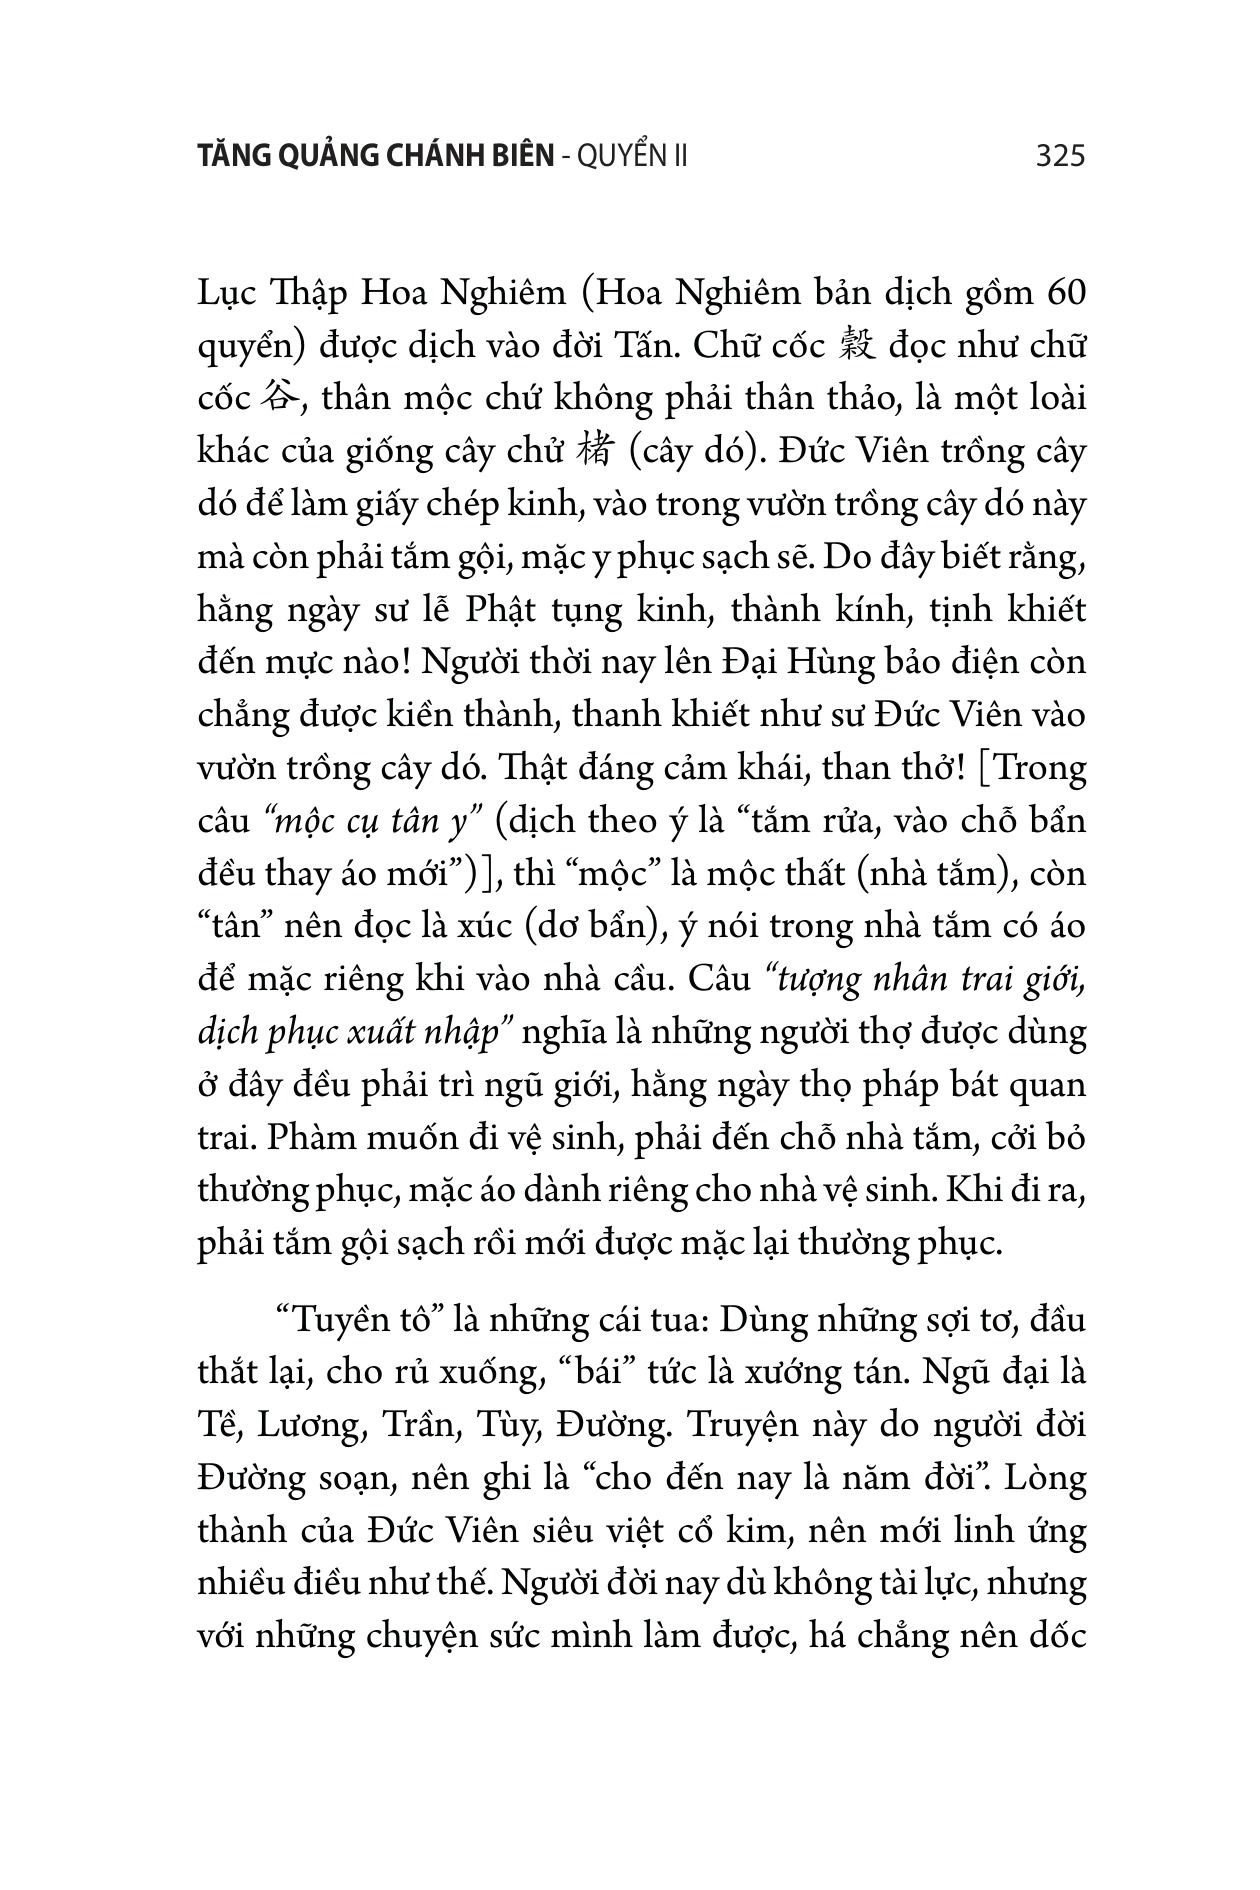 TĂNG QUẢNG CHÁNH BIÊN - QUYỂN II 325
Lục Thập Hoa Nghiêm (Hoa Nghiêm bản dịch gồm 60
quyển) được dịch vào đời Tấn. Chữ cốc 穀 đọc như chữ
cốc 谷, thân mộc chứ không phải thân thảo, là một loài
khác của giống cây chử 楮 (cây dó). Đức Viên trồng cây
dó để làm giấy chép kinh, vào trong vườn trồng cây dó này
mà còn phải tắm gội, mặc y phục sạch sẽ. Do đây biết rằng,
hằng ngày sư lễ Phật tụng kinh, thành kính, tịnh khiết
đến mực nào! Người thời nay lên Đại Hùng bảo điện còn
chẳng được kiền thành, thanh khiết như sư Đức Viên vào
vườn trồng cây dó. Thật đáng cảm khái, than thở! [Trong
câu “mộc cụ tân y” (dịch theo ý là “tắm rửa, vào chỗ bẩn
đều thay áo mới”)], thì “mộc” là mộc thất (nhà tắm), còn
“tân” nên đọc là xúc (dơ bẩn), ý nói trong nhà tắm có áo
để mặc riêng khi vào nhà cầu. Câu “tượng nhân trai giới,
dịch phục xuất nhập” nghĩa là những người thợ được dùng
ở đây đều phải trì ngũ giới, hằng ngày thọ pháp bát quan
trai. Phàm muốn đi vệ sinh, phải đến chỗ nhà tắm, cởi bỏ
thường phục, mặc áo dành riêng cho nhà vệ sinh. Khi đi ra,
phải tắm gội sạch rồi mới được mặc lại thường phục.
“Tuyền tô” là những cái tua: Dùng những sợi tơ, đầu
thắt lại, cho rủ xuống, “bái” tức là xướng tán. Ngũ đại là
Tề, Lương, Trần, Tùy, Đường. Truyện này do người đời
Đường soạn, nên ghi là “cho đến nay là năm đời”. Lòng
thành của Đức Viên siêu việt cổ kim, nên mới linh ứng
nhiều điều như thế. Người đời nay dù không tài lực, nhưng
với những chuyện sức mình làm được, há chẳng nên dốc